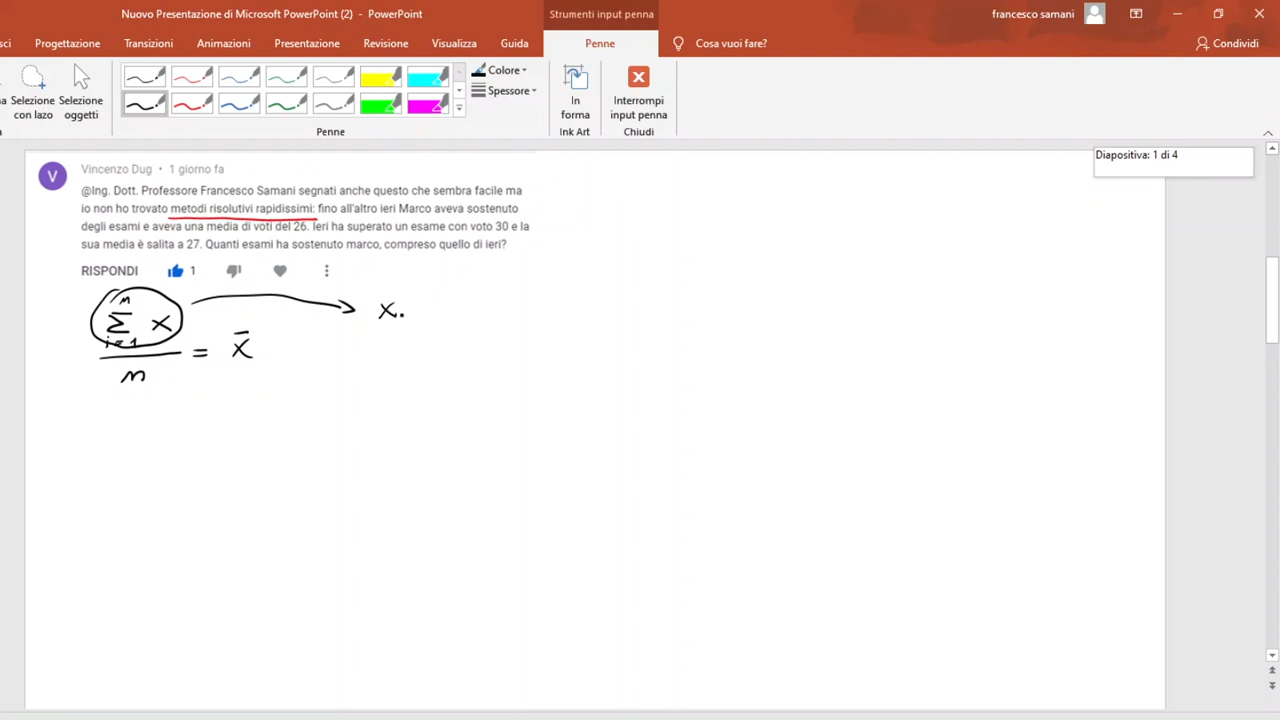 Nuovo Presentazione di Microsoft PowerPoint (2) - PowerPoint
Strumenti input penna
francesco samani
sci
Progettazione
Transizioni
Animazioni
Presentazione
Revisione
Visualizza
Guida
Penne
Cosa vuoi fare?
Condividi
a
Selezione con lazo
Selezione oggetti
Colore
Spessore
In forma
Interrompi input penna
Penne
Ink Art
Chiudi
Diapositiva: 1 di 4
V
Vincenzo Dug • 1 giorno fa
@Ing. Dott. Professore Francesco Samani segnati anche questo che sembra facile ma
io non ho trovato metodi risolutivi rapidissimi: fino all'altro ieri Marco aveva sostenuto
degli esami e aveva una media di voti del 26. Ieri ha superato un esame con voto 30 e la
sua media è salita a 27. Quanti esami ha sostenuto marco, compreso quello di ieri?
RISPONDI 1
n
Σ x → x.
i=1
n = x̄